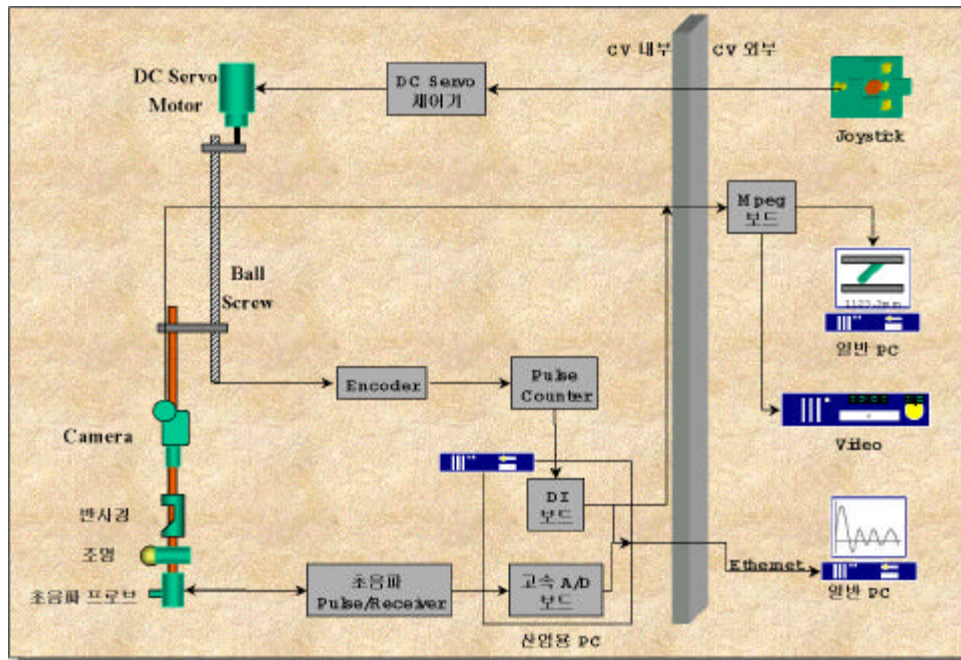 CV 내부
CV 외부
DC Servo
Motor
DC Servo
제어기
Joystick
Mpeg
보드
Ball
Screw
1123.2mm
일반 PC
Encoder
Pulse
Counter
Camera
Video
DI
보드
반사경
조명
초음파 프로브
초음파
Pulse/Receiver
고속 A/D
보드
Ethernet
일반 PC
산업용 PC